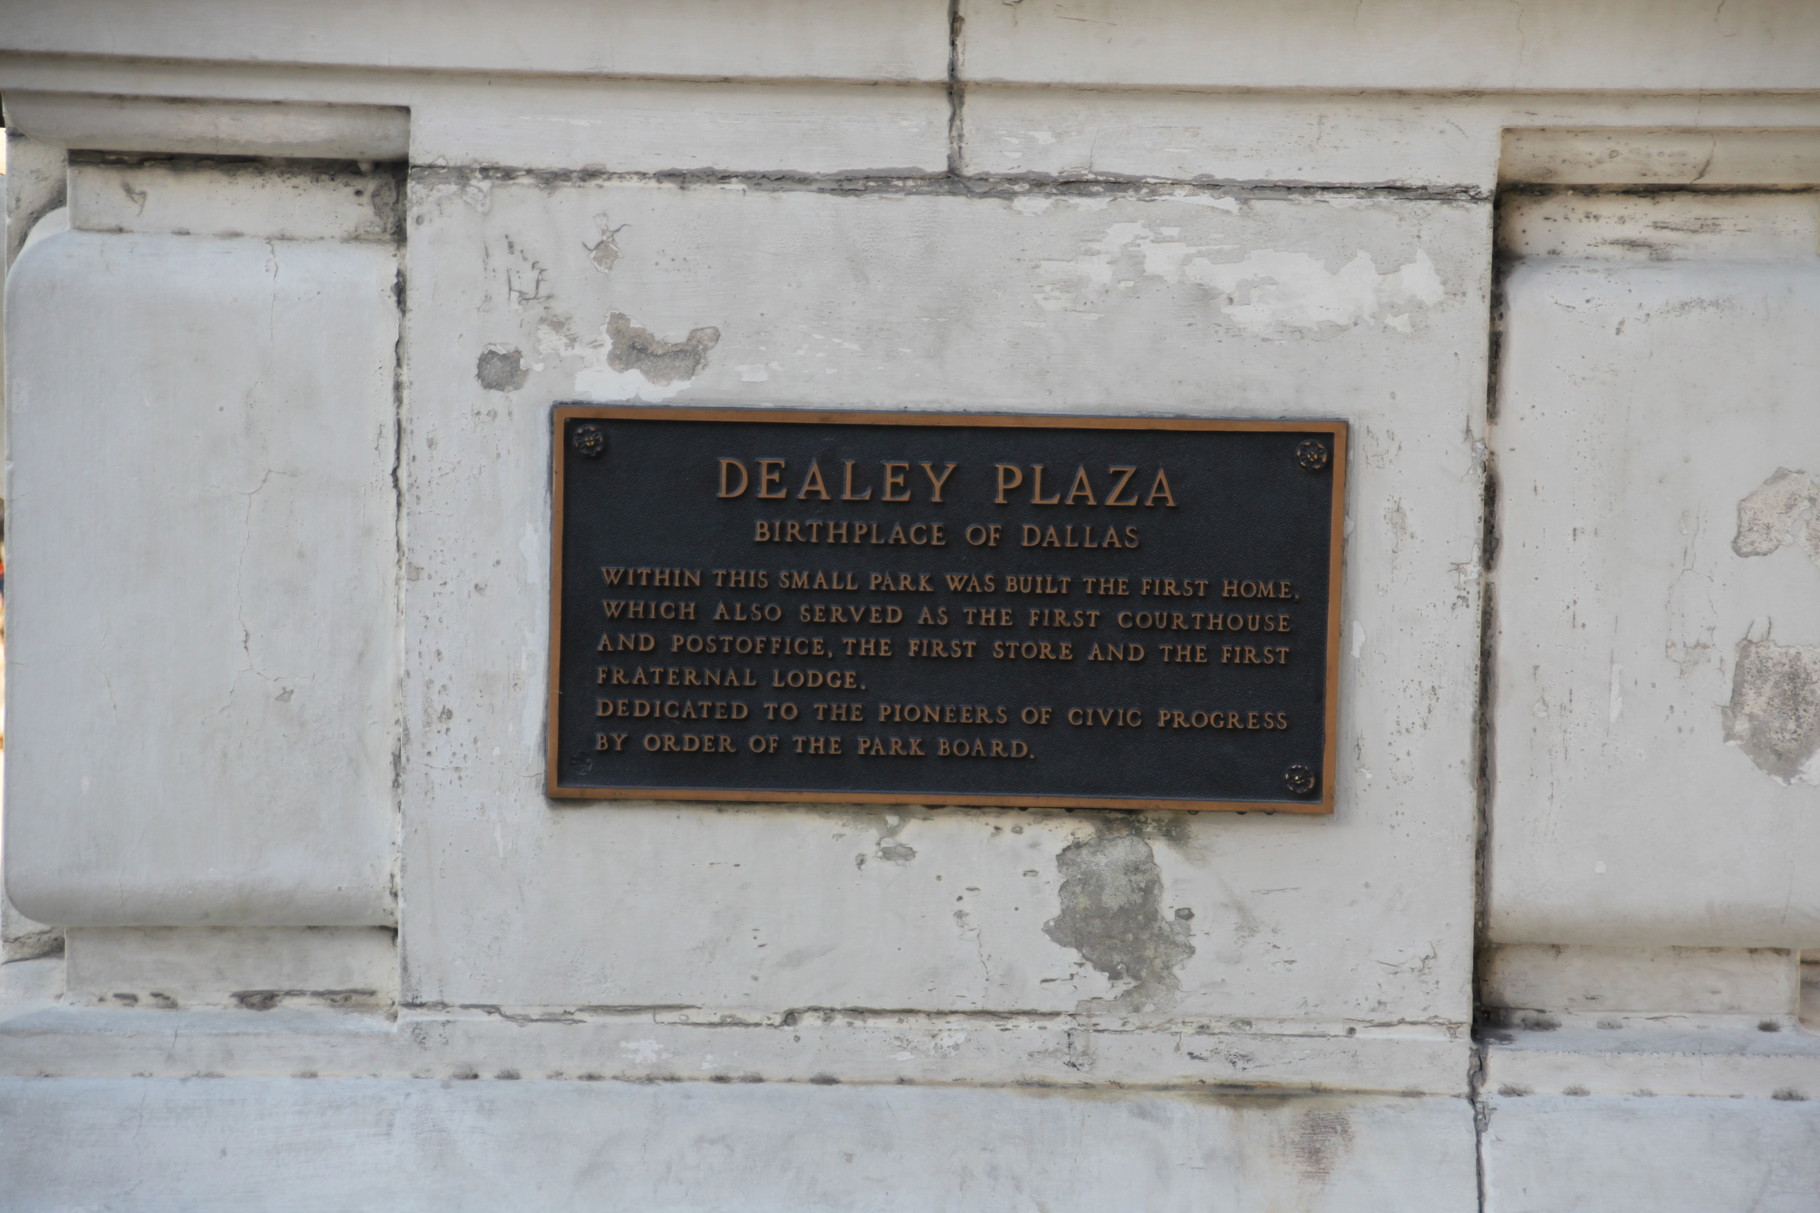 DEALEY PLAZA
BIRTHPLACE OF DALLAS
WITHIN THIS SMALL PARK WAS BUILT THE FIRST HOME,
WHICH ALSO SERVED AS THE FIRST COURTHOUSE
AND POSTOFFICE, THE FIRST STORE AND THE FIRST
FRATERNAL LODGE.
DEDICATED TO THE PIONEERS OF CIVIC PROGRESS
BY ORDER OF THE PARK BOARD.